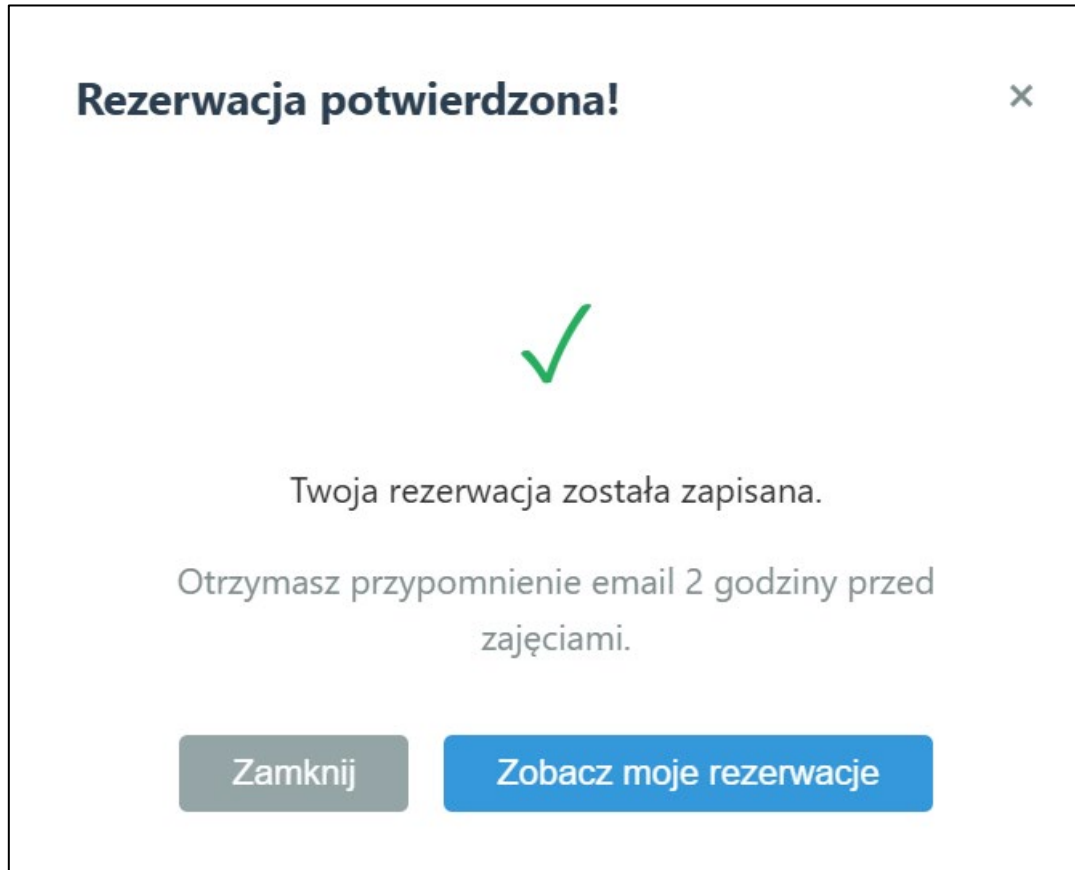 Rezerwacja potwierdzona!
×
✓
Twoja rezerwacja została zapisana.
Otrzymasz przypomnienie email 2 godziny przed
zajęciami.
Zamknij
Zobacz moje rezerwacje